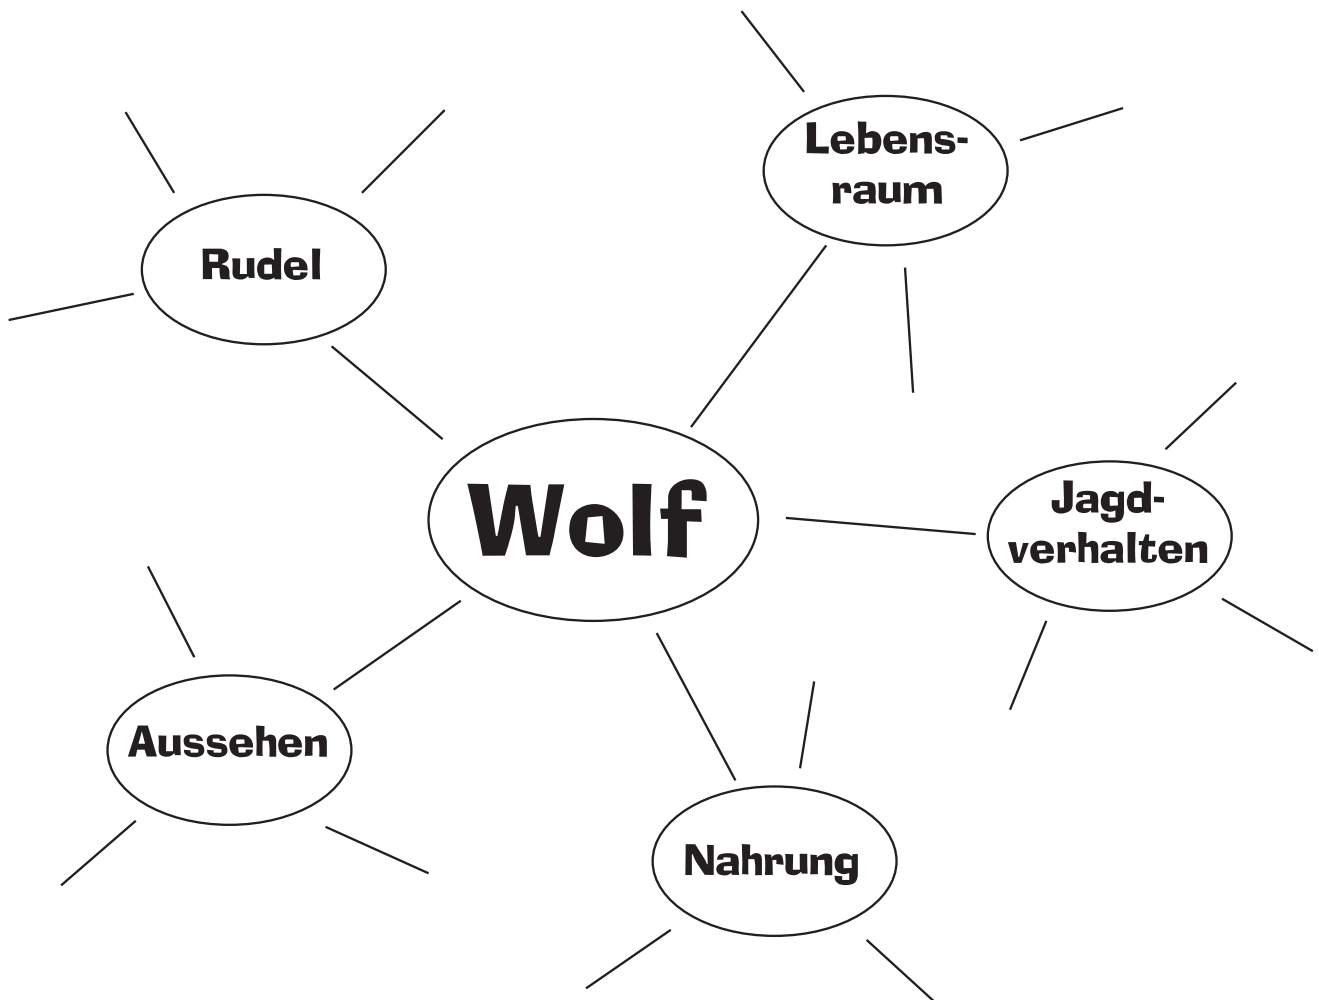 Lebens-
raum
Rudel
Wolf
Jagd-
verhalten
Aussehen
Nahrung